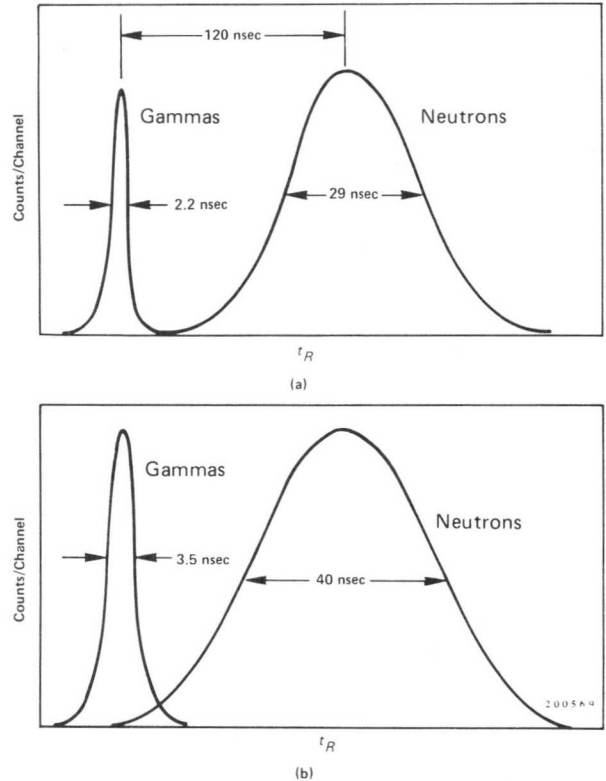 120 nsec
Counts/Channel
Gammas
Neutrons
2.2 nsec
29 nsec
t_R
(a)
Counts/Channel
Gammas
Neutrons
3.5 nsec
40 nsec
200569
t_R
(b)